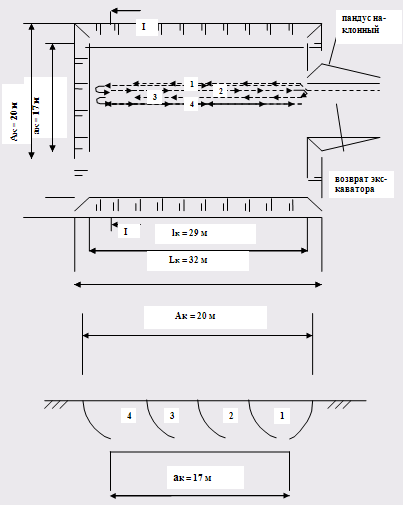 I
пандус на-
клонный
Ак = 20 м
ак = 17 м
1
2
3
4
возврат экс-
каватора
I
lк = 29 м
Lк = 32 м
Ак = 20 м
4 3 2 1
ак = 17 м